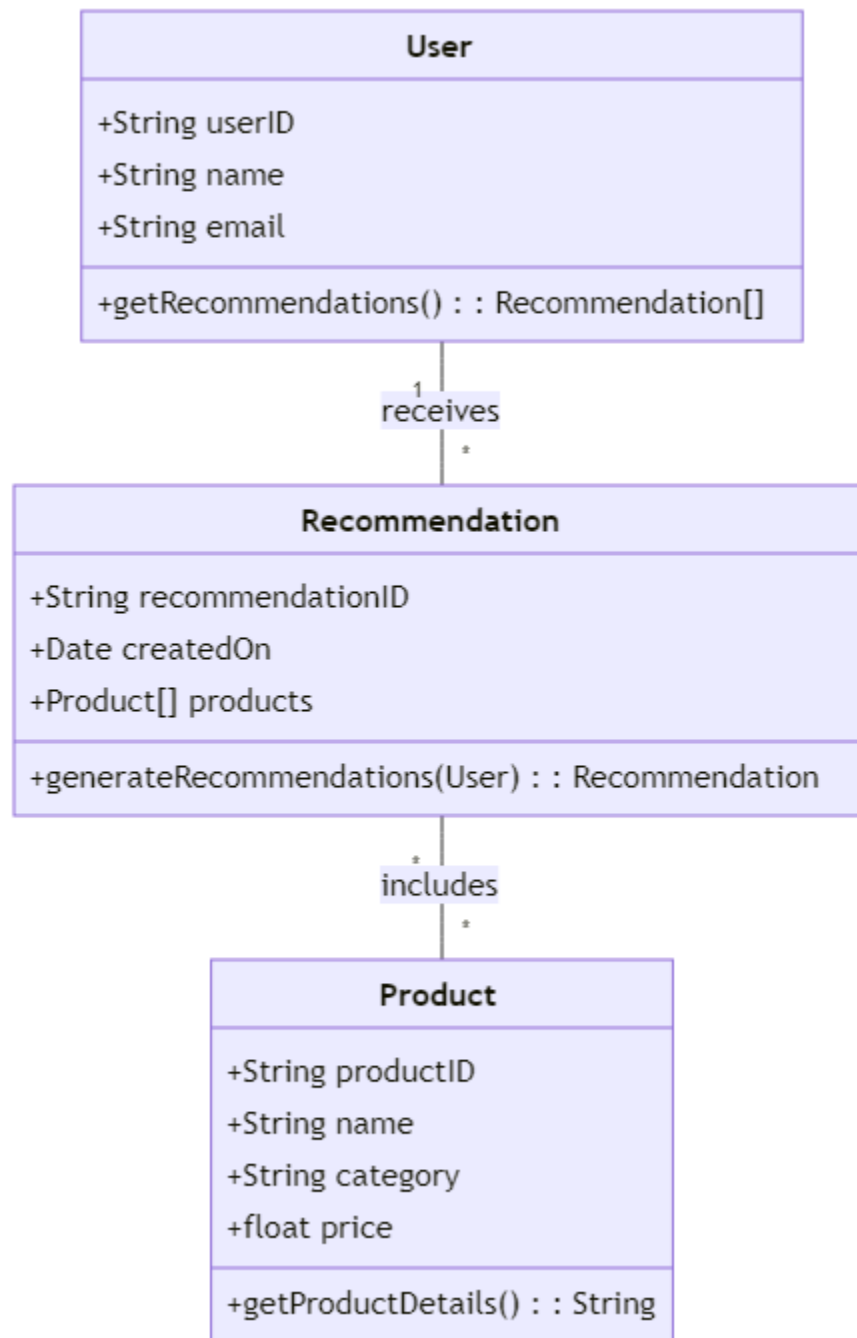 User
+String userID
+String name
+String email
+getRecommendations() : : Recommendation[]
1
receives
*
Recommendation
+String recommendationID
+Date createdOn
+Product[] products
+generateRecommendations(User) : : Recommendation
*
includes
*
Product
+String productID
+String name
+String category
+float price
+getProductDetails() : : String